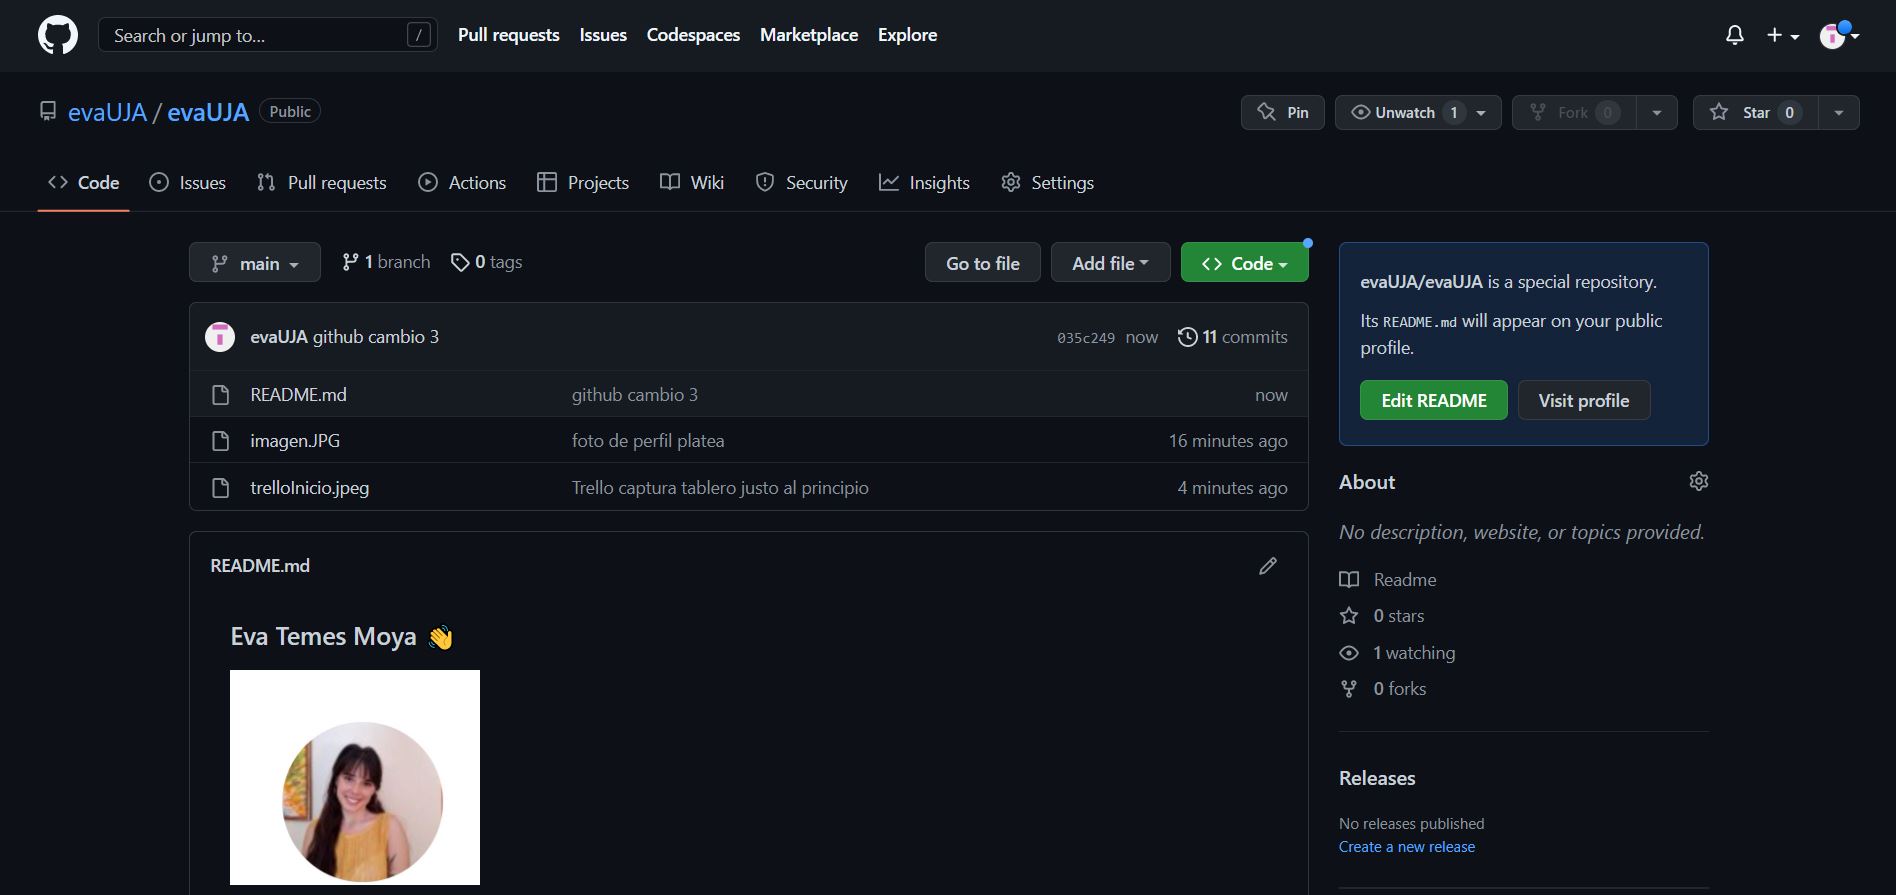 Search or jump to... /
Pull requests Issues Codespaces Marketplace Explore
evaUJA / evaUJA Public
Pin Unwatch 1 Fork 0 Star 0
Code Issues Pull requests Actions Projects Wiki Security Insights Settings
main 1 branch 0 tags Go to file Add file Code
evaUJA github cambio 3 035c249 now 11 commits
README.md github cambio 3 now
imagen.JPG foto de perfil platea 16 minutes ago
trelloInicio.jpeg Trello captura tablero justo al principio 4 minutes ago
README.md
Eva Temes Moya 👋
evaUJA/evaUJA is a special repository.
Its README.md will appear on your public
profile.
Edit README Visit profile
About
No description, website, or topics provided.
Readme
0 stars
1 watching
0 forks
Releases
No releases published
Create a new release